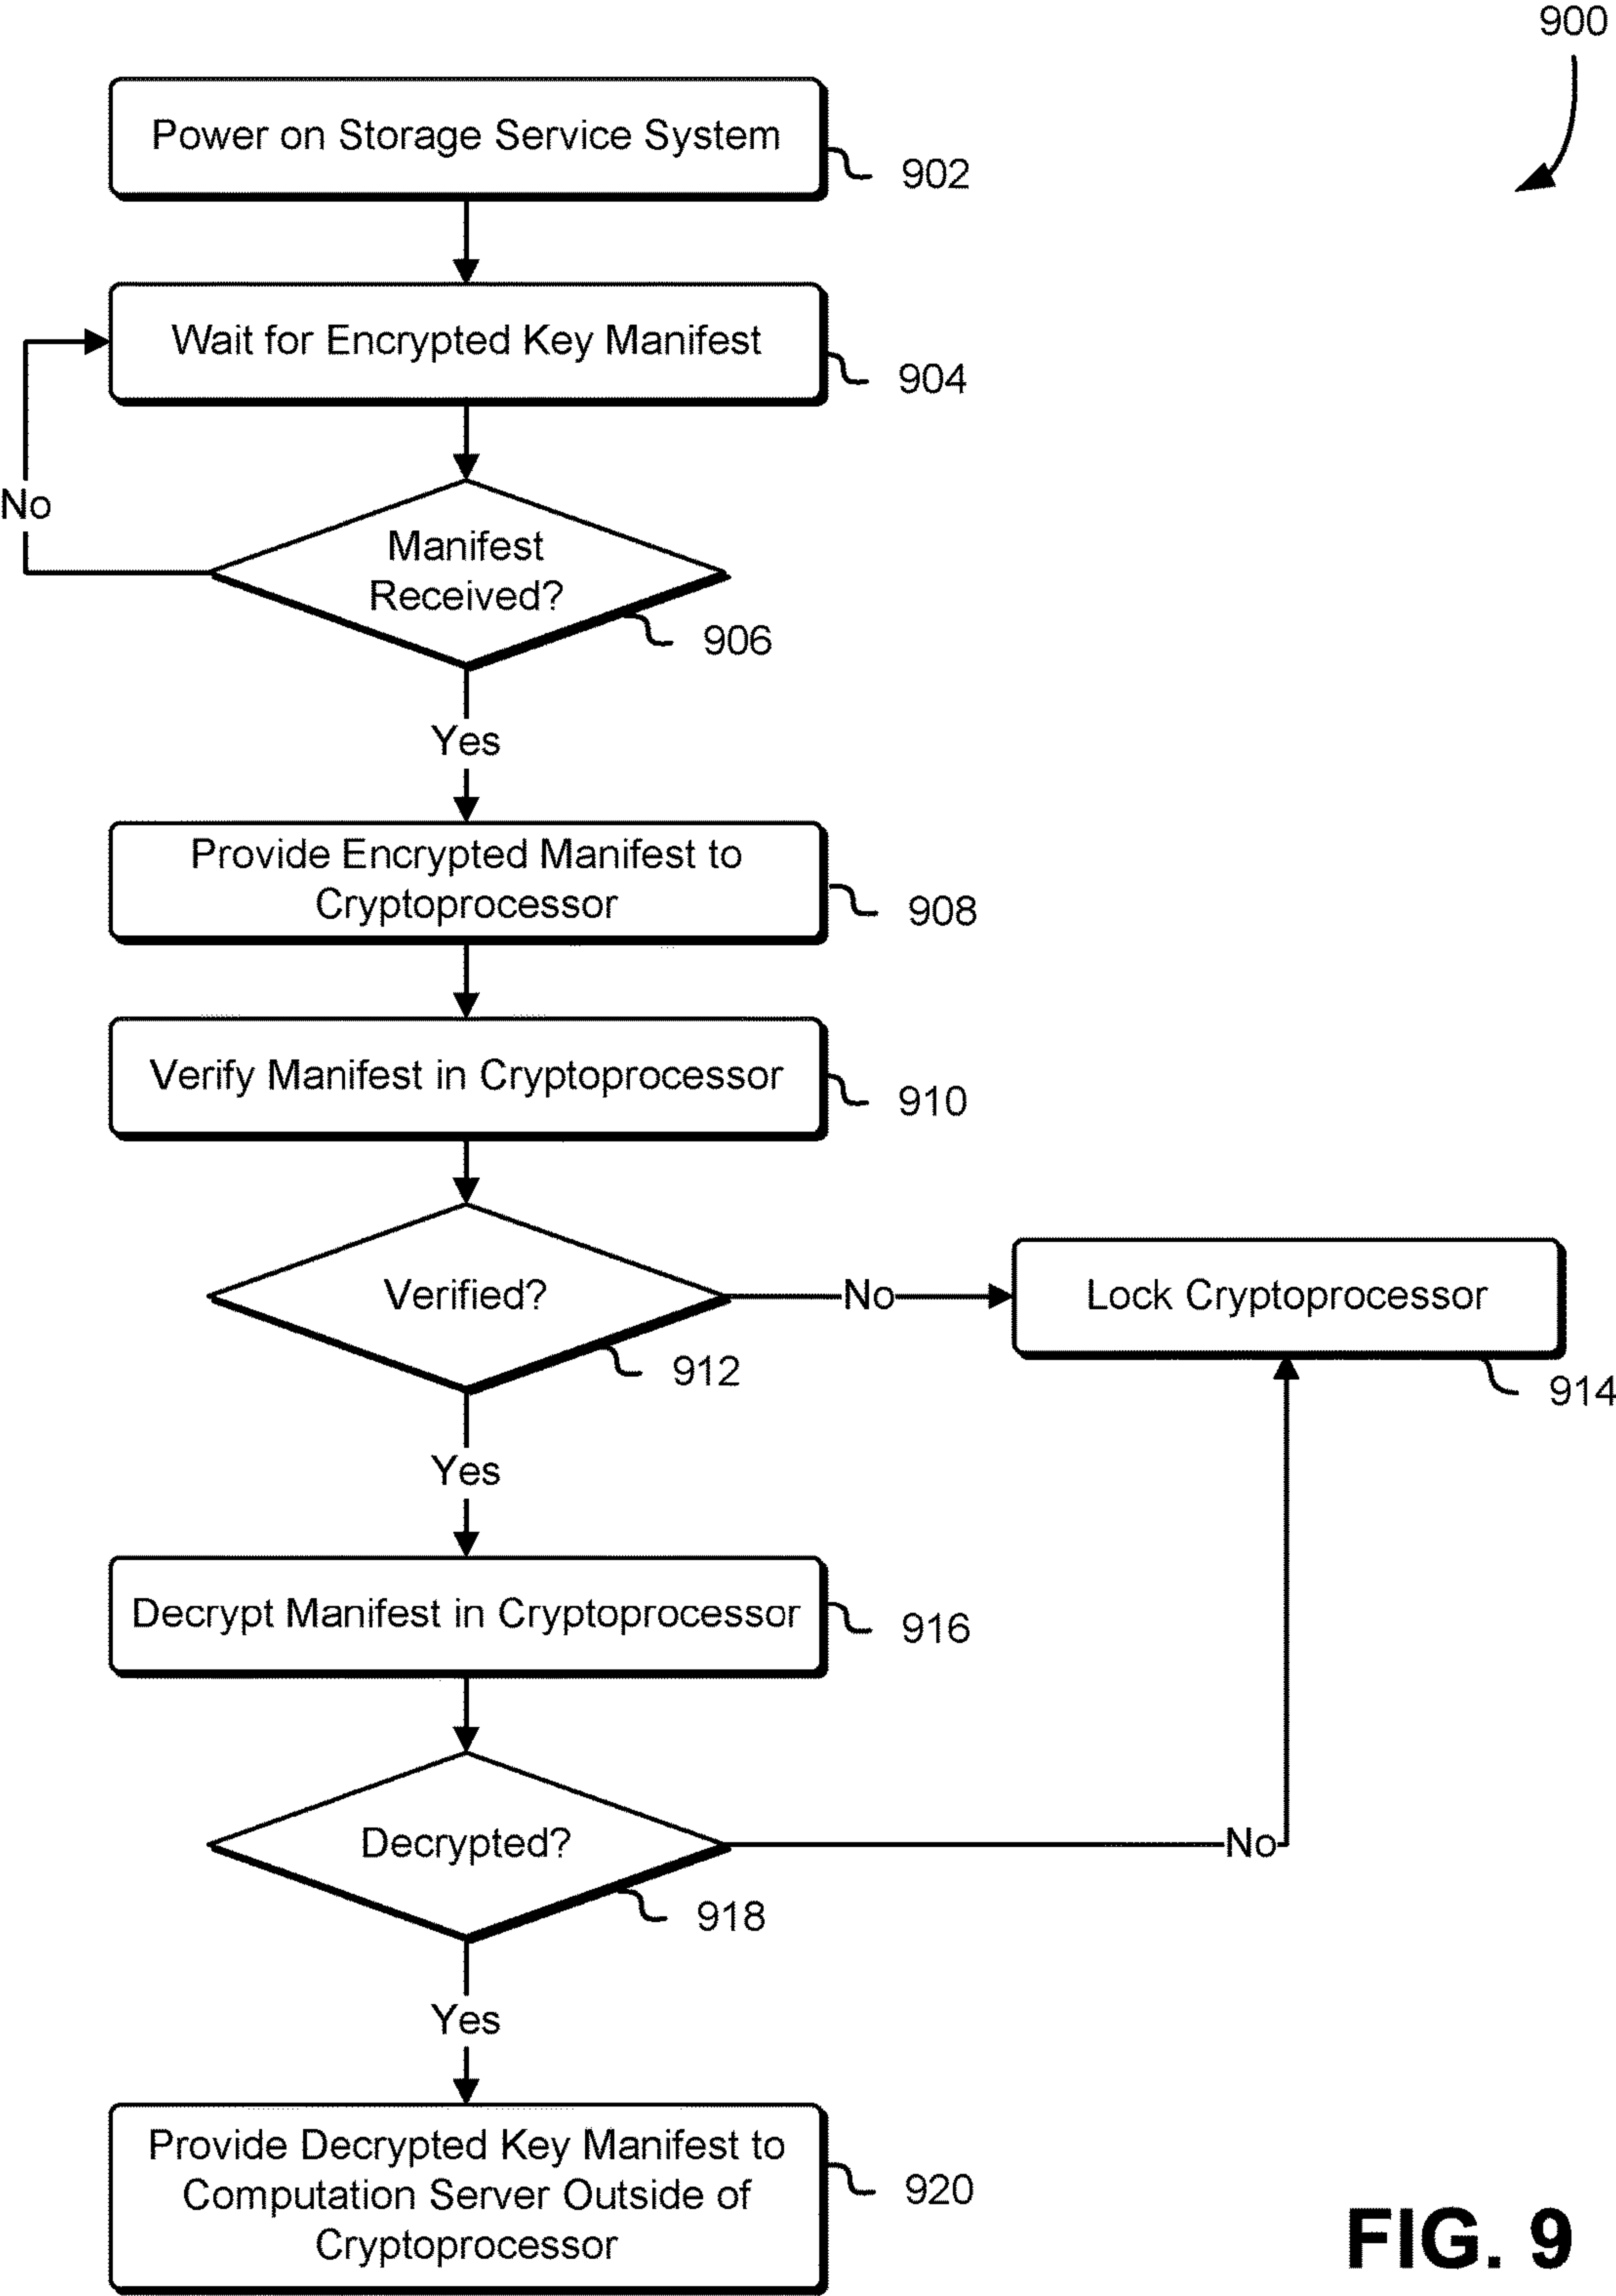 900
Power on Storage Service System
902
Wait for Encrypted Key Manifest
904
No
Manifest
Received?
906
Yes
Provide Encrypted Manifest to
Cryptoprocessor
908
Verify Manifest in Cryptoprocessor
910
Verified?
No
Lock Cryptoprocessor
912
914
Yes
Decrypt Manifest in Cryptoprocessor
916
Decrypted?
No
918
Yes
Provide Decrypted Key Manifest to
Computation Server Outside of
Cryptoprocessor
920
FIG. 9